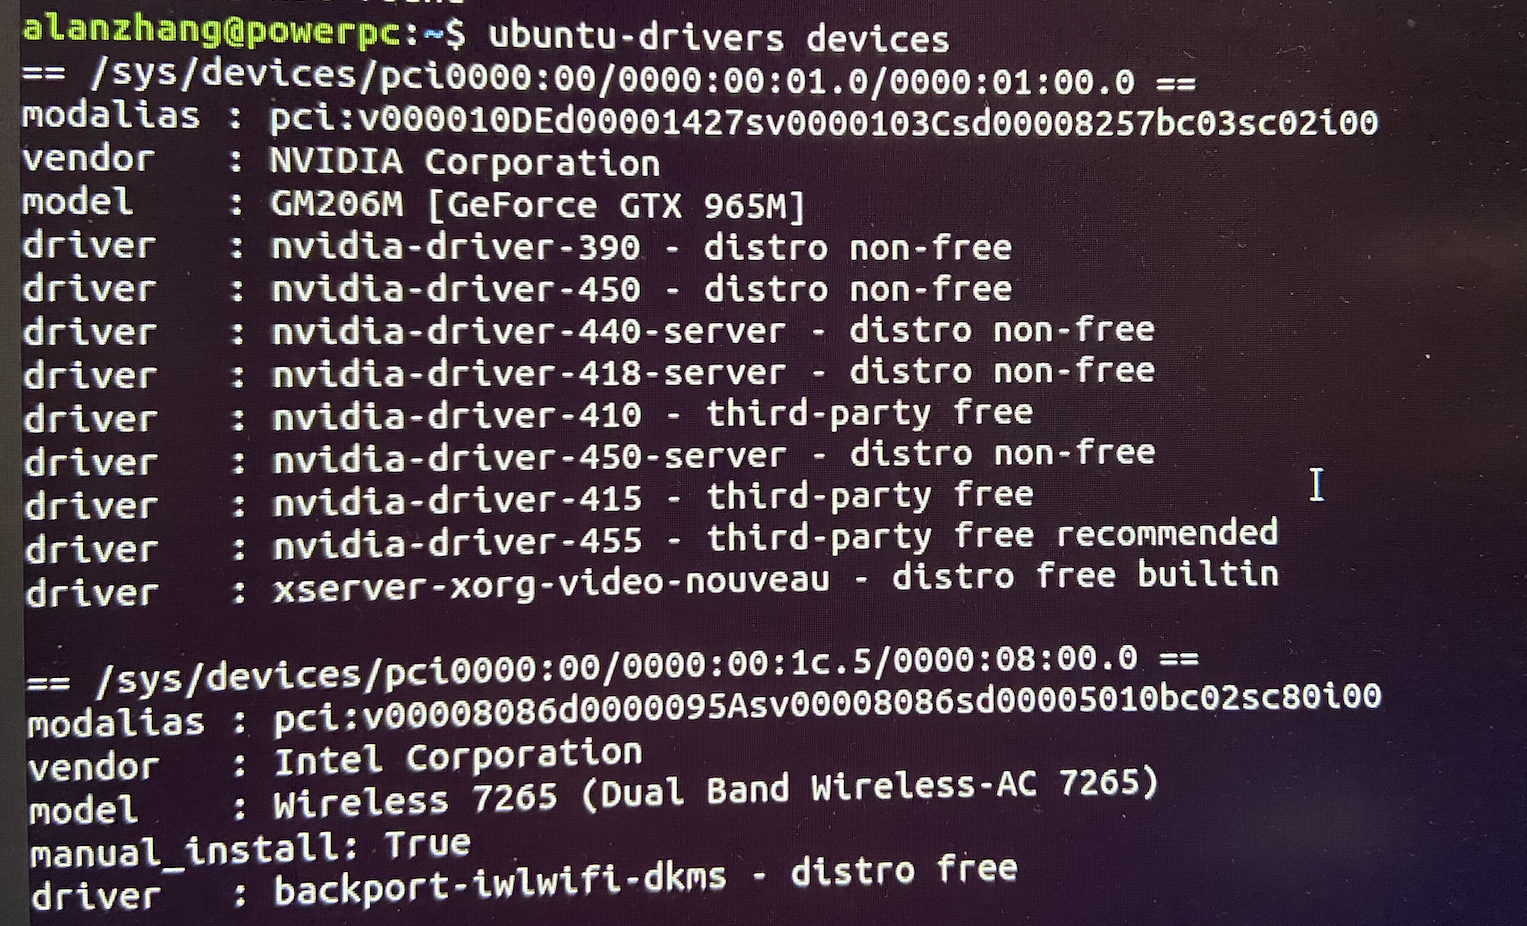 alanzhang@powerpc:~$ ubuntu-drivers devices
== /sys/devices/pci0000:00/0000:00:01.0/0000:01:00.0 ==
modalias : pci:v000010DEd00001427sv0000103Csd00008257bc03sc02i00
vendor   : NVIDIA Corporation
model    : GM206M [GeForce GTX 965M]
driver   : nvidia-driver-390 - distro non-free
driver   : nvidia-driver-450 - distro non-free
driver   : nvidia-driver-440-server - distro non-free
driver   : nvidia-driver-418-server - distro non-free
driver   : nvidia-driver-410 - third-party free
driver   : nvidia-driver-450-server - distro non-free
driver   : nvidia-driver-415 - third-party free
driver   : nvidia-driver-455 - third-party free recommended
driver   : xserver-xorg-video-nouveau - distro free builtin
== /sys/devices/pci0000:00/0000:00:1c.5/0000:08:00.0 ==
modalias : pci:v00008086d0000095Asv00008086sd00005010bc02sc80i00
vendor   : Intel Corporation
model    : Wireless 7265 (Dual Band Wireless-AC 7265)
manual_install: True
driver   : backport-iwlwifi-dkms - distro free